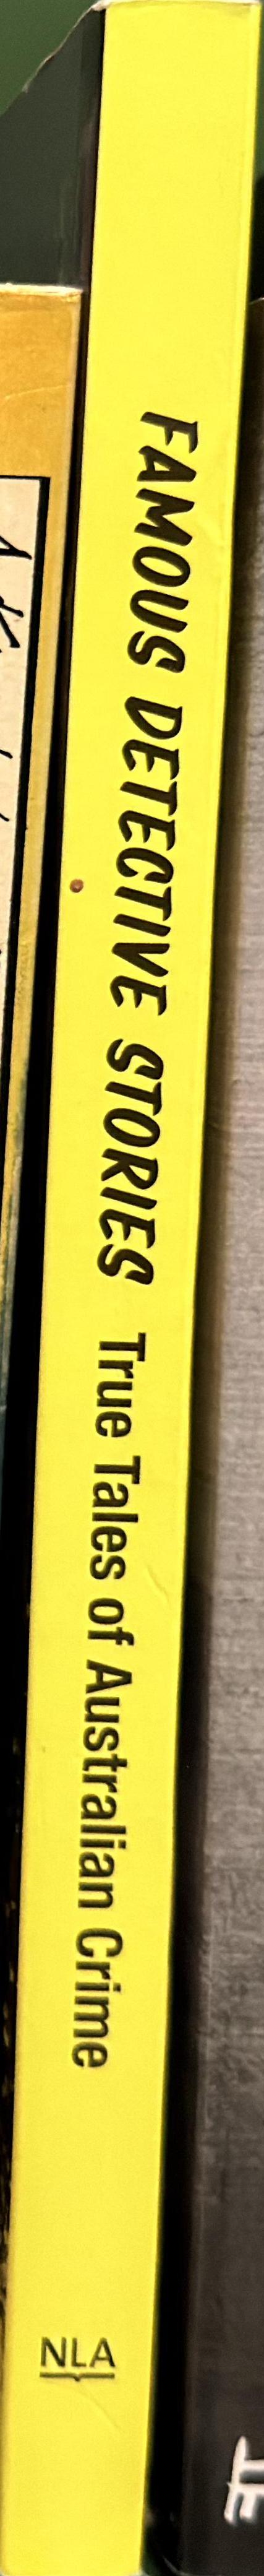 FAMOUS DETECTIVE STORIES True Tales of Australian Crime
NLA